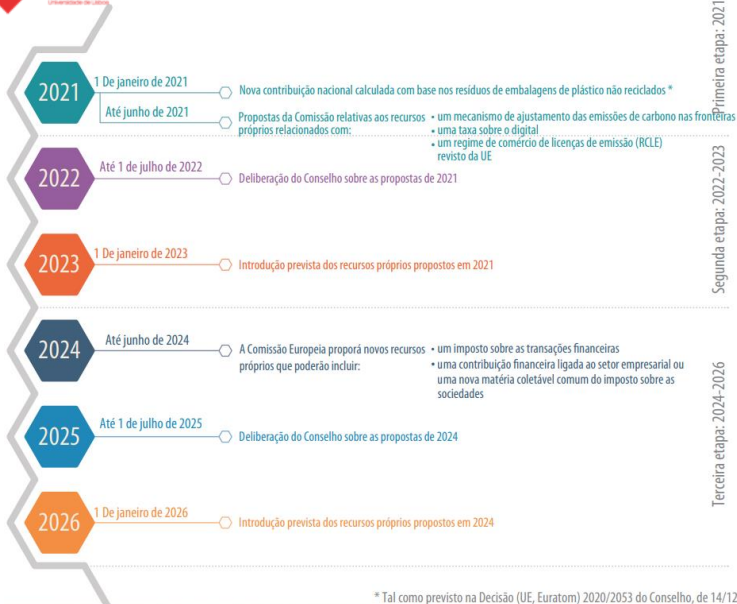 Universidade de Lisboa
2021
1 De janeiro de 2021
Nova contribuição nacional calculada com base nos resíduos de embalagens de plástico não reciclados *
Até junho de 2021
Propostas da Comissão relativas aos recursos
próprios relacionados com:
• um mecanismo de ajustamento das emissões de carbono nas fronteiras
• uma taxa sobre o digital
• um regime de comércio de licenças de emissão (RCLE)
revisto da UE
Primeira etapa: 2021
2022
Até 1 de julho de 2022
Deliberação do Conselho sobre as propostas de 2021
2023
1 De janeiro de 2023
Introdução prevista dos recursos próprios propostos em 2021
Segunda etapa: 2022-2023
2024
Até junho de 2024
A Comissão Europeia proporá novos recursos
próprios que poderão incluir:
• um imposto sobre as transações financeiras
• uma contribuição financeira ligada ao setor empresarial ou
uma nova matéria coletável comum do imposto sobre as
sociedades
2025
Até 1 de julho de 2025
Deliberação do Conselho sobre as propostas de 2024
2026
1 De janeiro de 2026
Introdução prevista dos recursos próprios propostos em 2024
Terceira etapa: 2024-2026
* Tal como previsto na Decisão (UE, Euratom) 2020/2053 do Conselho, de 14/12